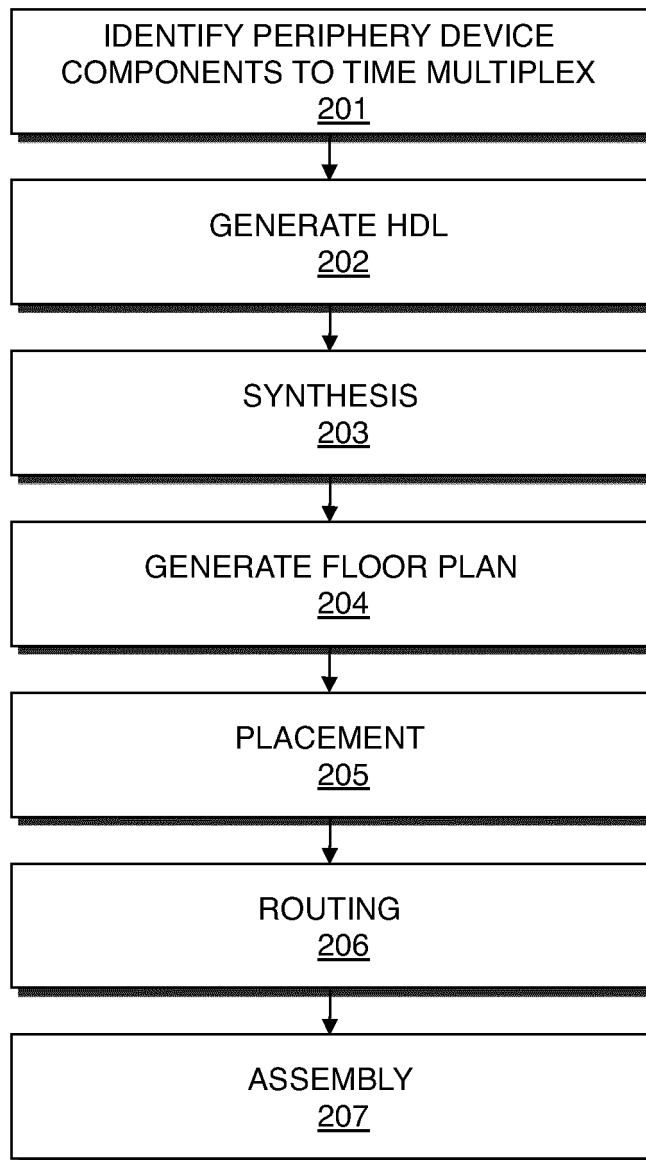 IDENTIFY PERIPHERY DEVICE
COMPONENTS TO TIME MULTIPLEX
201
GENERATE HDL
202
SYNTHESIS
203
GENERATE FLOOR PLAN
204
PLACEMENT
205
ROUTING
206
ASSEMBLY
207